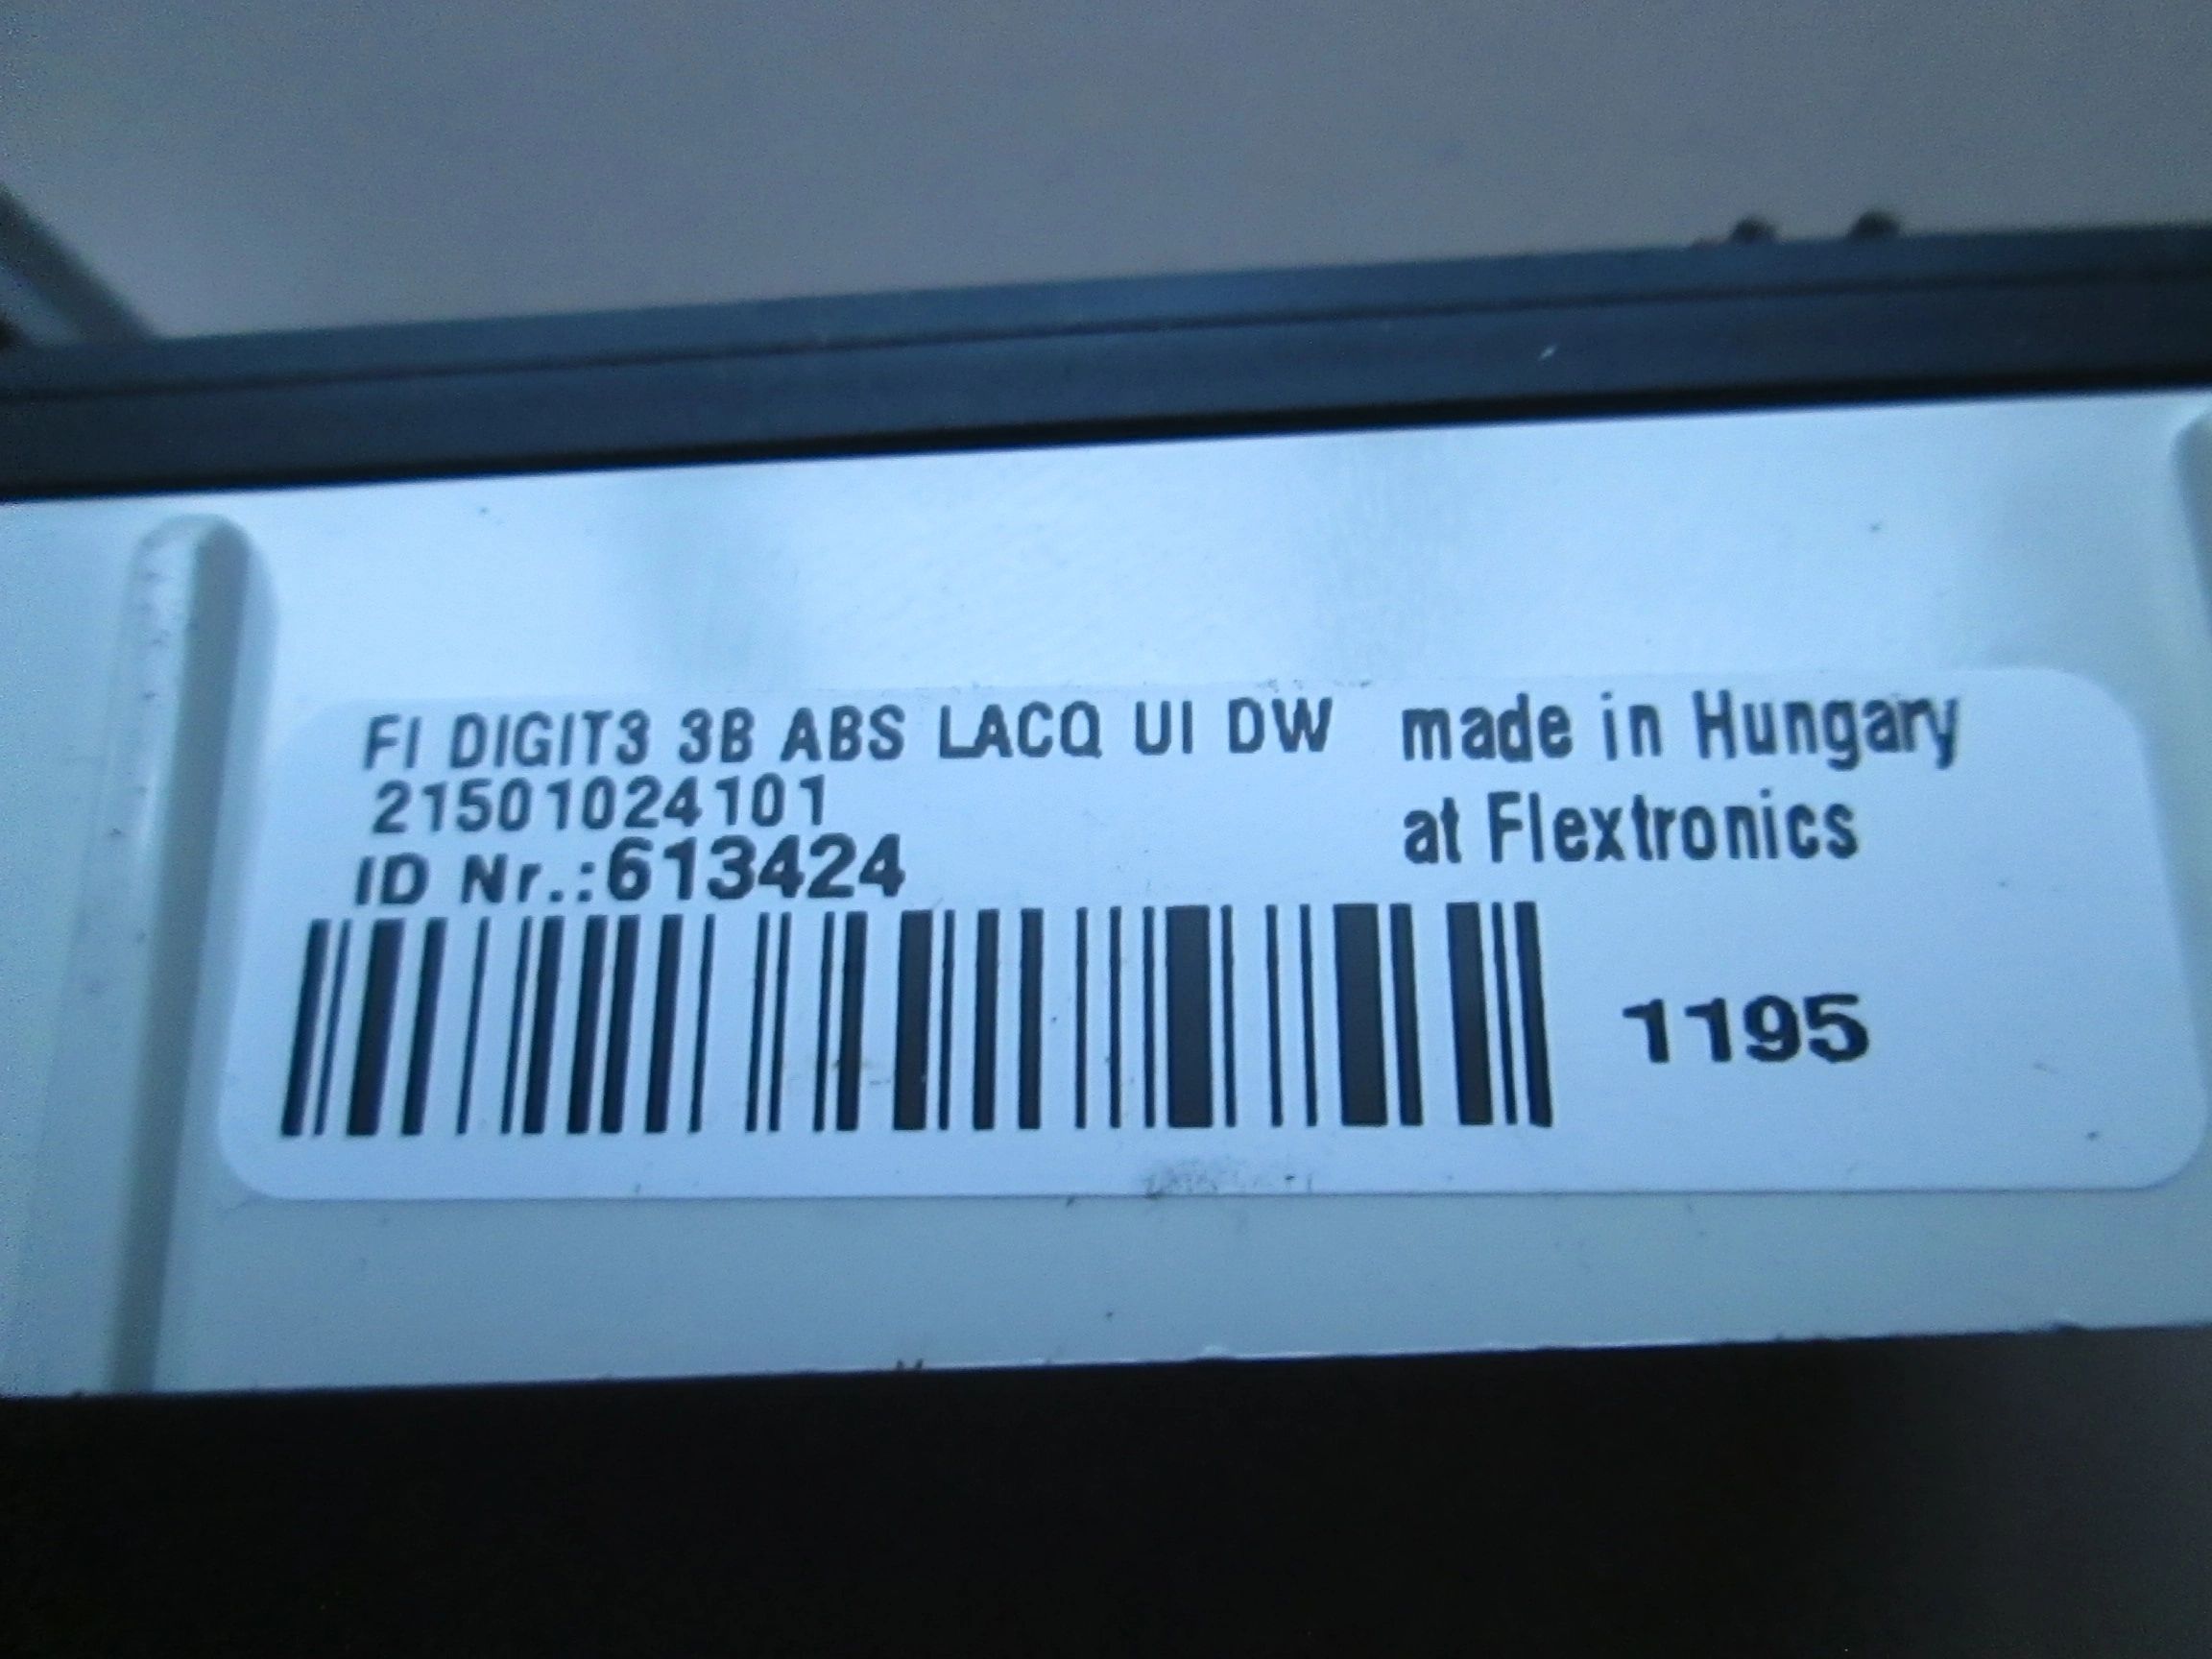 FI DIGIT3 3B ABS LACQ UI DW made in Hungary
21501024101 at Flextronics
ID Nr.:613424
1195